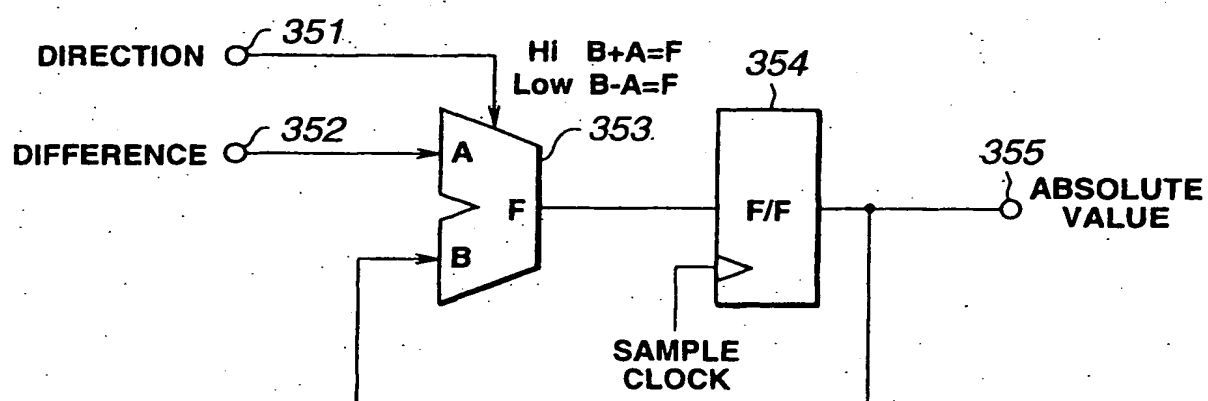 DIRECTION
351
Hi B+A=F
Low B-A=F
354
DIFFERENCE
352
353
A
B
F
F/F
355
ABSOLUTE
VALUE
SAMPLE
CLOCK